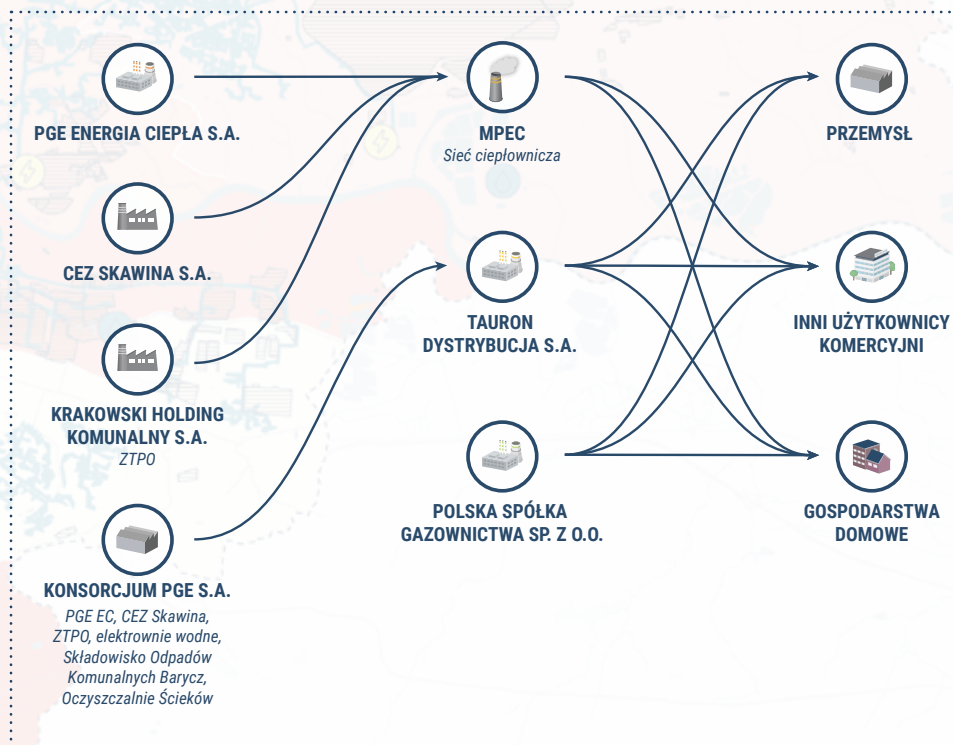 PGE ENERGIA CIEPŁA S.A.
CEZ SKAWINA S.A.
KRAKOWSKI HOLDING
KOMUNALNY S.A.
ZTPO
KONSORCJUM PGE S.A.
PGE EC, CEZ Skawina,
ZTPO, elektrownie wodne,
Składowisko Odpadów
Komunalnych Barycz,
Oczyszczalnie Ścieków
MPEC
Sieć ciepłownicza
TAURON
DYSTRYBUCJA S.A.
POLSKA SPÓŁKA
GAZOWNICTWA SP. Z O.O.
PRZEMYSŁ
INNI UŻYTKOWNICY
KOMERCYJNI
GOSPODARSTWA
DOMOWE